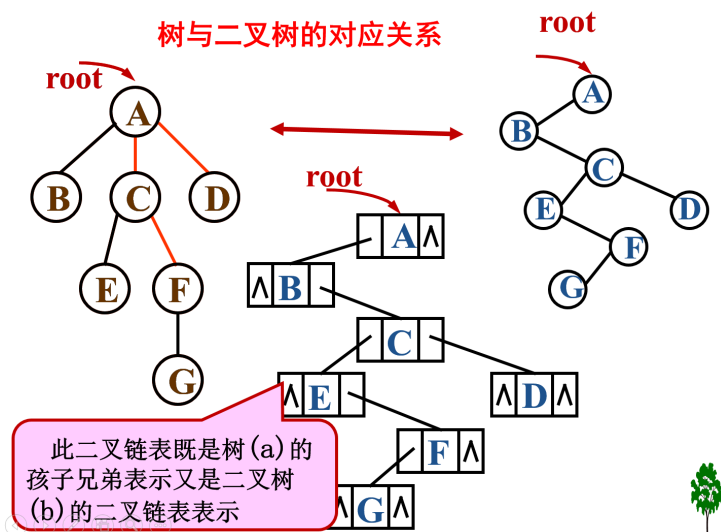 树与二叉树的对应关系
root
root
A
B
C
D
E
F
G
A
B
C
E
D
F
G
root
A ∧
∧ B
C
∧ E
∧ D ∧
F ∧
∧ G ∧
此二叉链表既是树(a)的
孩子兄弟表示又是二叉树
(b)的二叉链表表示